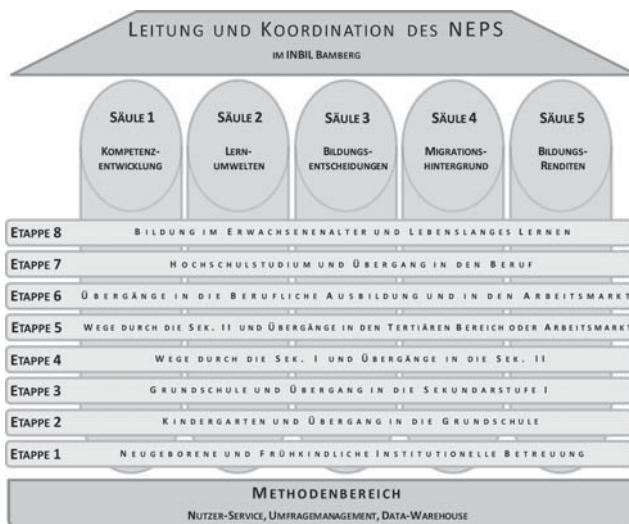 LEITUNG UND KOORDINATION DES NEPS
IM INBIL BAMBERG
SÄULE 1
KOMPETENZ-
ENTWICKLUNG
SÄULE 2
LERN-
UMWELTEN
SÄULE 3
BILDUNGS-
ENTSCHEIDUNGEN
SÄULE 4
MIGRATIONS-
HINTERGRUND
SÄULE 5
BILDUNGS-
RENDITEN
ETAPPE 8 BILDUNG IM ERWACHSENENALTER UND LEBENSLANGES LERNEN
ETAPPE 7 HOCHSCHULSTUDIUM UND ÜBERGANG IN DEN BERUF
ETAPPE 6 ÜBERGÄNGE IN DIE BERUFLICHE AUSBILDUNG UND IN DEN ARBEITSMARKT
ETAPPE 5 WEGE DURCH DIE SEK. II UND ÜBERGÄNGE IN DEN TERTIÄREN BEREICH ODER ARBEITSMARKT
ETAPPE 4 WEGE DURCH DIE SEK. I UND ÜBERGÄNGE IN DIE SEK. II
ETAPPE 3 GRUNDSCHULE UND ÜBERGANG IN DIE SEKUNDARSTUFE I
ETAPPE 2 KINDERGARTEN UND ÜBERGANG IN DIE GRUNDSCHULE
ETAPPE 1 NEUGEBORENE UND FRÜHKINDLICHE INSTITUTIONELLE BETREUUNG
METHODENBEREICH
NUTZER-SERVICE, UMFRAGEMANAGEMENT, DATA-WAREHOUSE